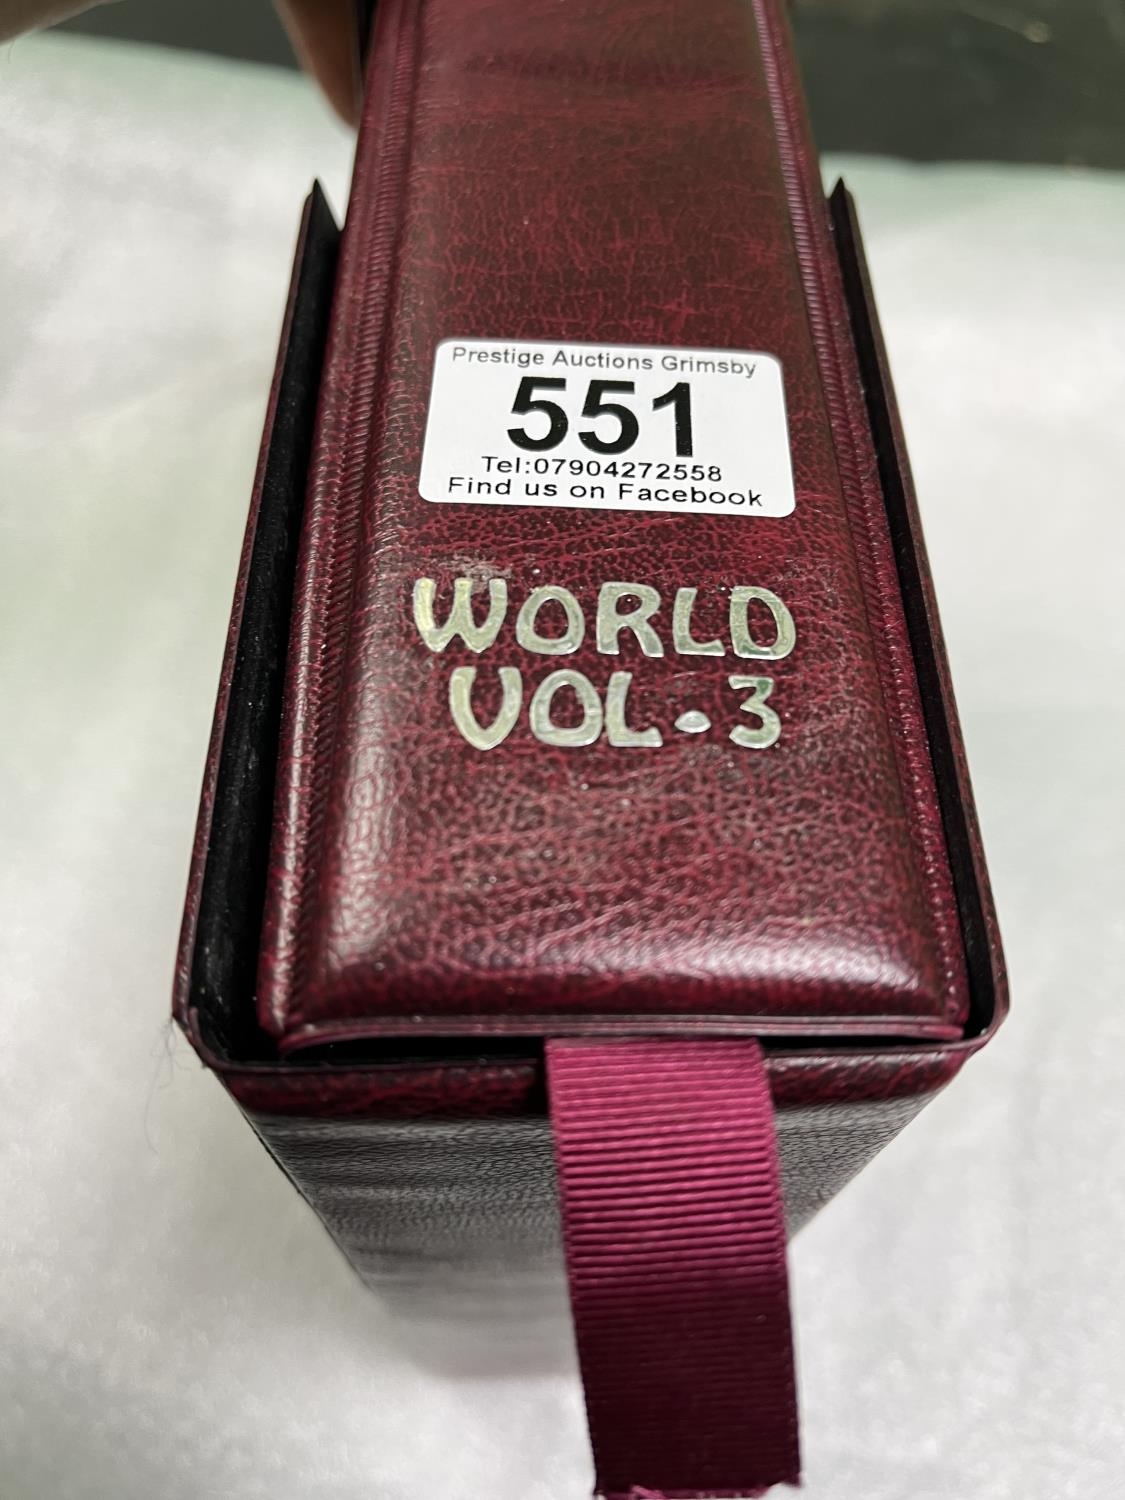 Prestige Auctions Grimsby
551
Tel:07904272558
Find us on Facebook
WORLD
VOL.3